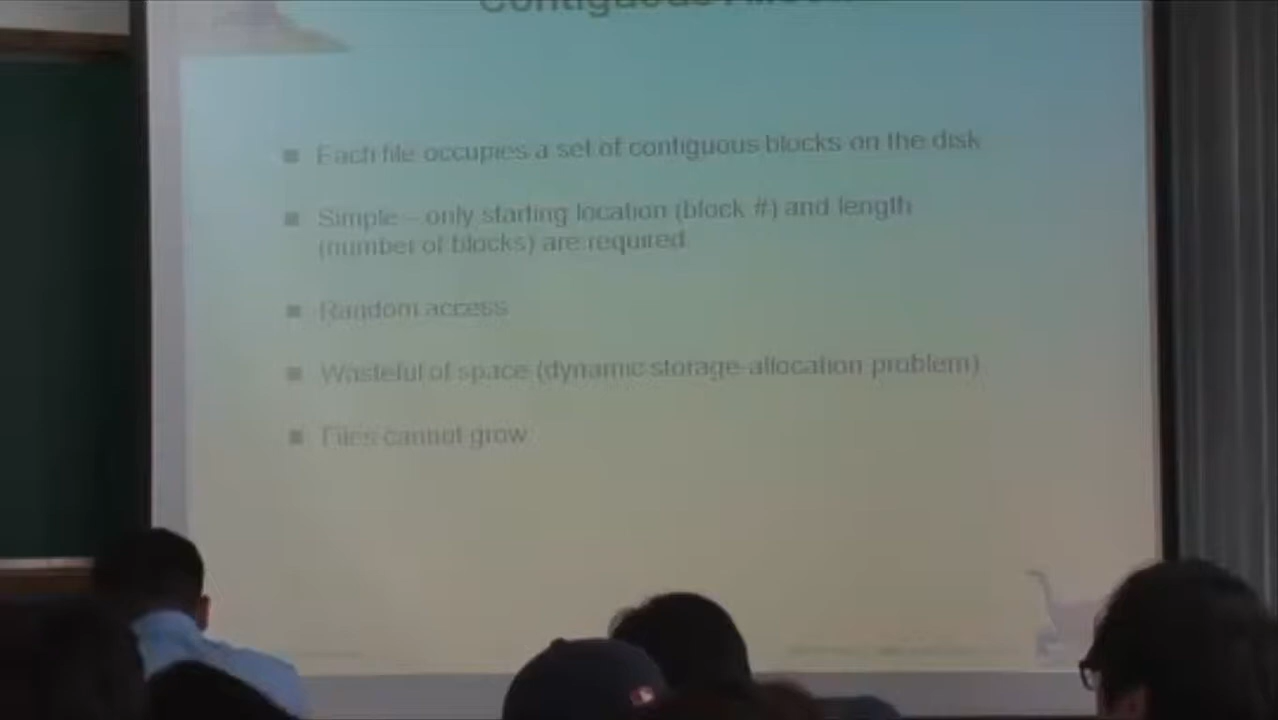 Contiguous
Each file occupies a set of contiguous blocks on the disk
Simple – only starting location (block #) and length
(number of blocks) are required
Random access
Wasteful of space (dynamic storage-allocation problem)
Files cannot grow